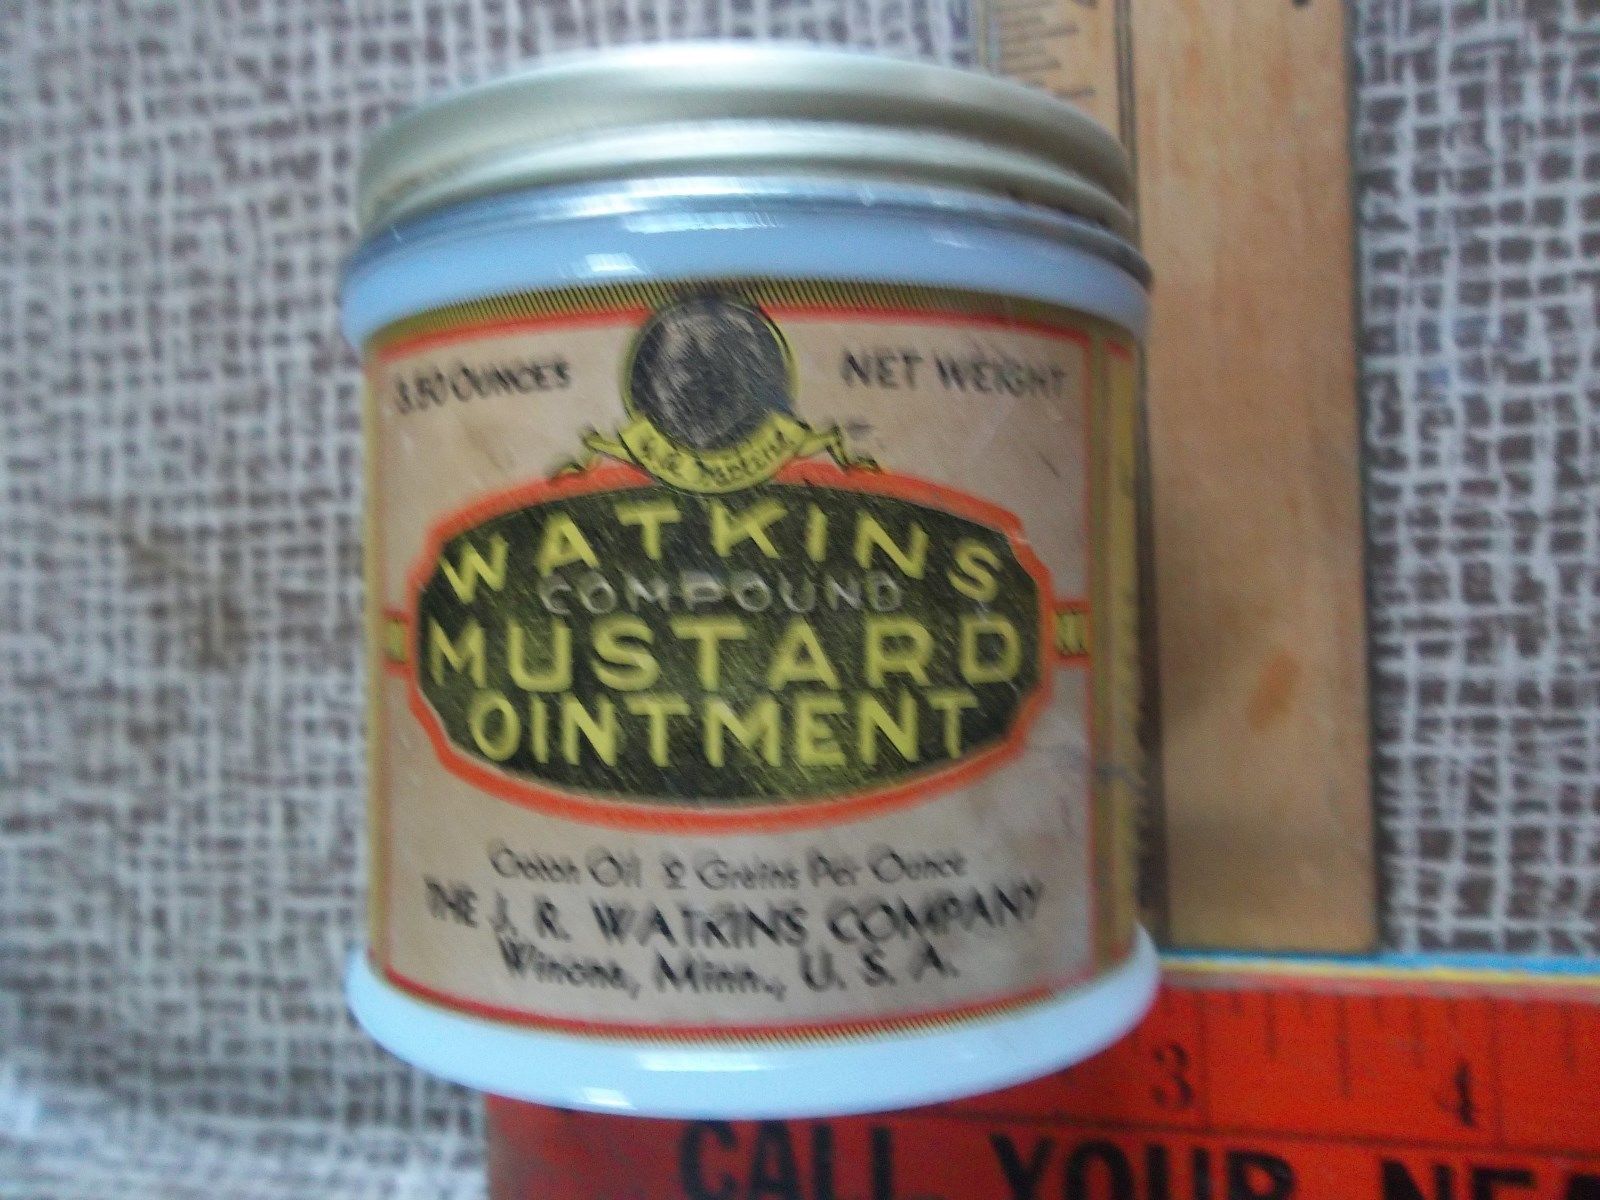 3.50 OUNCES NET WEIGHT
WATKINS
COMPOUND
MUSTARD
OINTMENT
Croton Oil 2 Grains Per Ounce
THE J. R. WATKINS COMPANY
Winona, Minn., U. S. A.
3 4
CALL YOUR